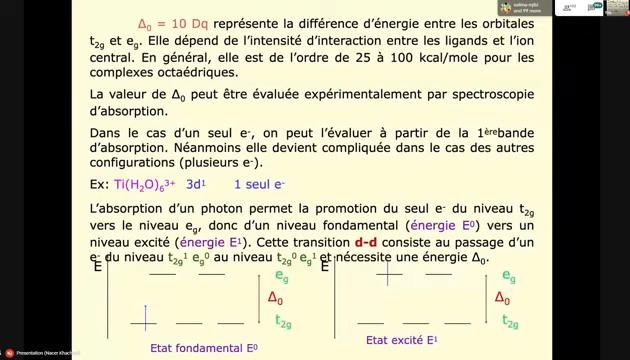 selma-mjbi
and 99 more
Δ₀ = 10 Dq représente la différence d'énergie entre les orbitales
t2g et eg. Elle dépend de l'intensité d'interaction entre les ligands et l'ion
central. En général, elle est de l'ordre de 25 à 100 kcal/mole pour les
complexes octaédriques.
La valeur de Δ₀ peut être évaluée expérimentalement par spectroscopie
d'absorption.
Dans le cas d'un seul e⁻, on peut l'évaluer à partir de la 1ère bande
d'absorption. Néanmoins elle devient compliquée dans le cas des autres
configurations (plusieurs e⁻).
Ex: Ti(H₂O)₆³⁺ 3d¹ 1 seul e⁻
L'absorption d'un photon permet la promotion du seul e⁻ du niveau t2g
vers le niveau eg, donc d'un niveau fondamental (énergie E⁰) vers un
niveau excité (énergie E¹). Cette transition d-d consiste au passage d'un
e⁻ du niveau t2g¹ eg⁰ au niveau t2g⁰ eg¹ et nécessite une énergie Δ₀.
E eg E eg
Δ₀ Δ₀
t2g t2g
Etat fondamental E⁰ Etat excité E¹
Presentation (Nacer